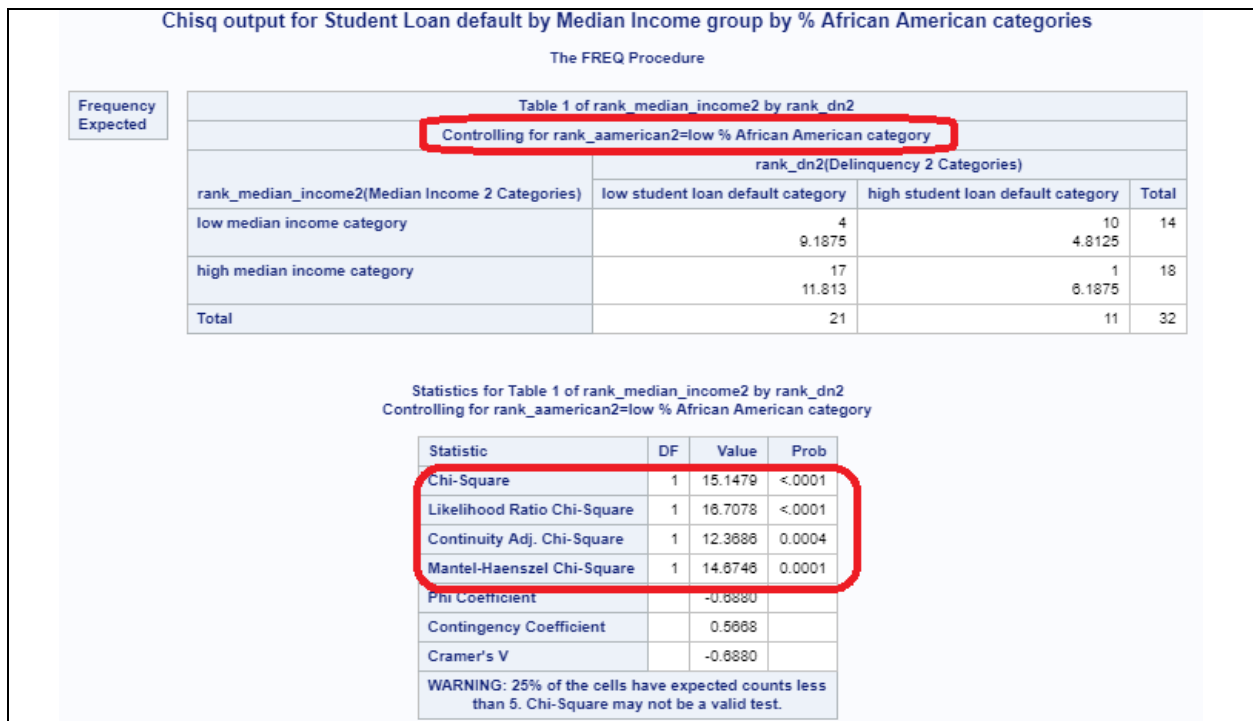 Chisq output for Student Loan default by Median Income group by % African American categories
The FREQ Procedure
Frequency
Expected
Table 1 of rank_median_income2 by rank_dn2
Controlling for rank_aamerican2=low % African American category
rank_dn2(Delinquency 2 Categories)
rank_median_income2(Median Income 2 Categories) low student loan default category high student loan default category Total
low median income category 4 10 14
9.1875 4.8125
high median income category 17 1 18
11.813 6.1875
Total 21 11 32
Statistics for Table 1 of rank_median_income2 by rank_dn2
Controlling for rank_aamerican2=low % African American category
Statistic DF Value Prob
Chi-Square 1 15.1479 <.0001
Likelihood Ratio Chi-Square 1 16.7078 <.0001
Continuity Adj. Chi-Square 1 12.3686 0.0004
Mantel-Haenszel Chi-Square 1 14.6746 0.0001
Phi Coefficient -0.6880
Contingency Coefficient 0.5668
Cramer's V -0.6880
WARNING: 25% of the cells have expected counts less
than 5. Chi-Square may not be a valid test.